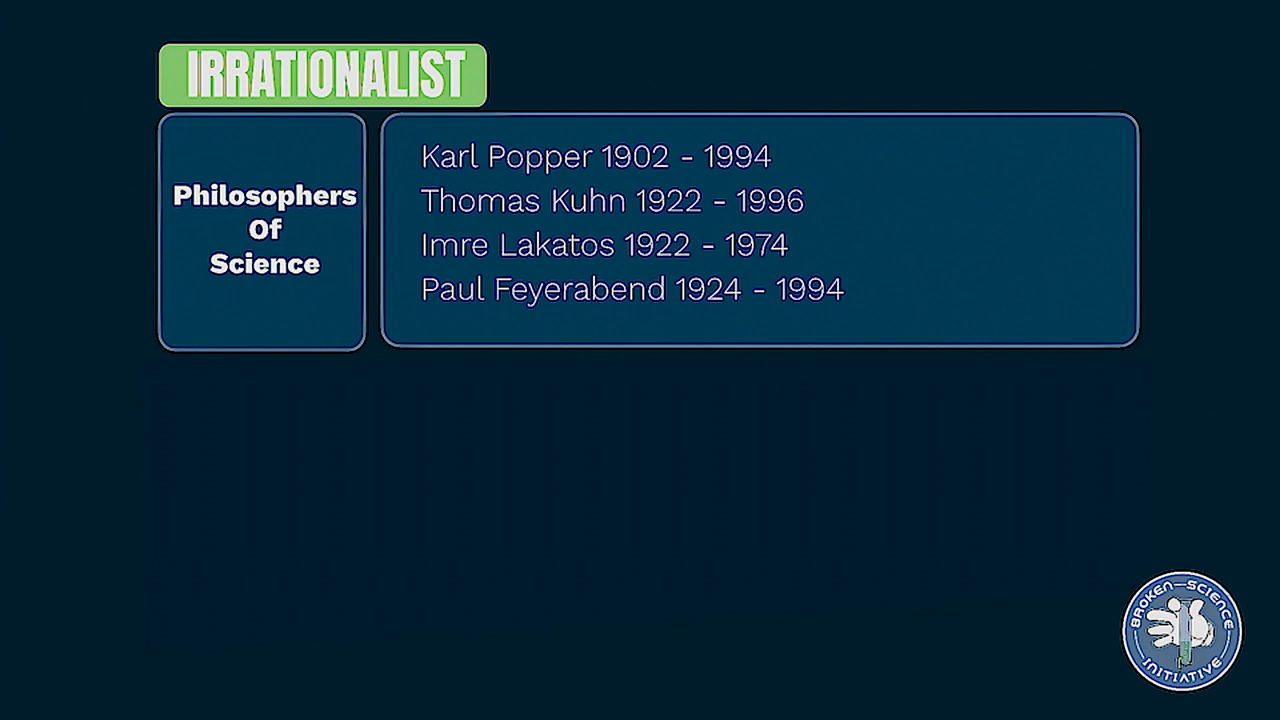 IRRATIONALIST
Philosophers
Of
Science
Karl Popper 1902 - 1994
Thomas Kuhn 1922 - 1996
Imre Lakatos 1922 - 1974
Paul Feyerabend 1924 - 1994
BROKEN-SCIENCE
INITIATIVE